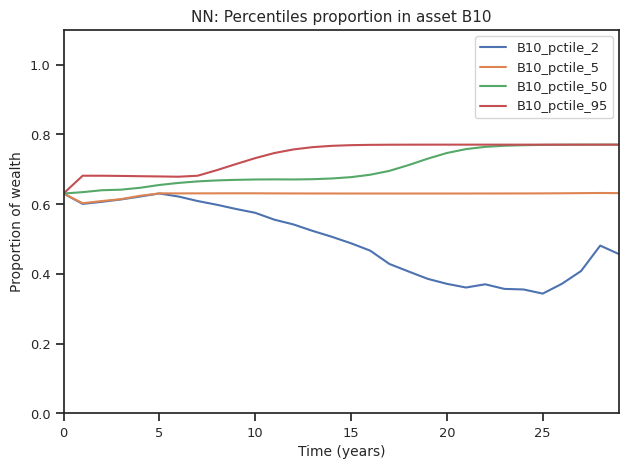 NN: Percentiles proportion in asset B10
B10_pctile_2
B10_pctile_5
B10_pctile_50
B10_pctile_95
Proportion of wealth
1.0
0.8
0.6
0.4
0.2
0.0
0 5 10 15 20 25
Time (years)